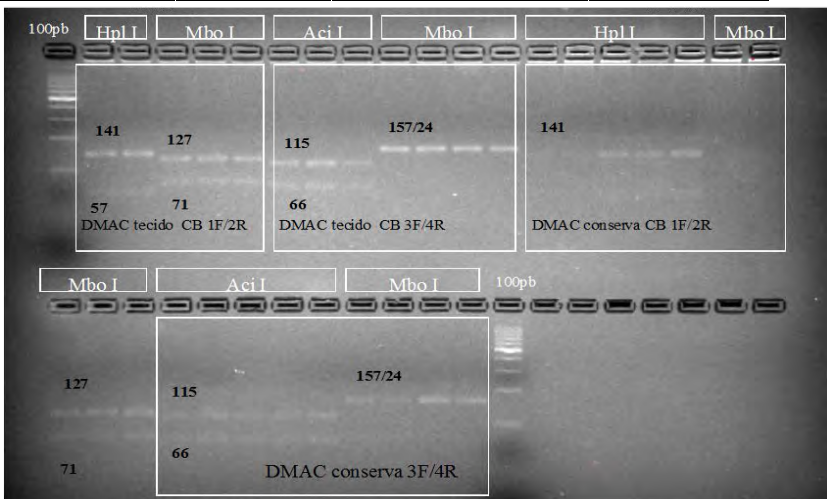 100pb Hpl I Mbo I Aci I Mbo I Hpl I Mbo I
141 127 115 157/24 141
57 71 66
DMAC tecido CB 1F/2R DMAC tecido CB 3F/4R DMAC conserva CB 1F/2R
Mbo I Aci I Mbo I 100pb
127 115 157/24
71 66
DMAC conserva 3F/4R